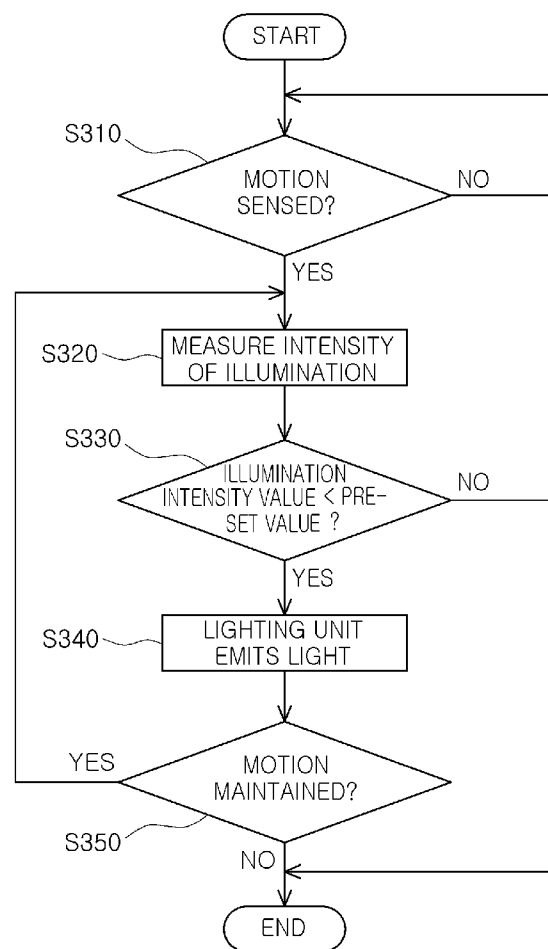 START
S310
MOTION
SENSED?
NO
YES
S320
MEASURE INTENSITY
OF ILLUMINATION
S330
ILLUMINATION
INTENSITY VALUE < PRE-
SET VALUE ?
NO
YES
S340
LIGHTING UNIT
EMITS LIGHT
YES
MOTION
MAINTAINED?
S350
NO
END